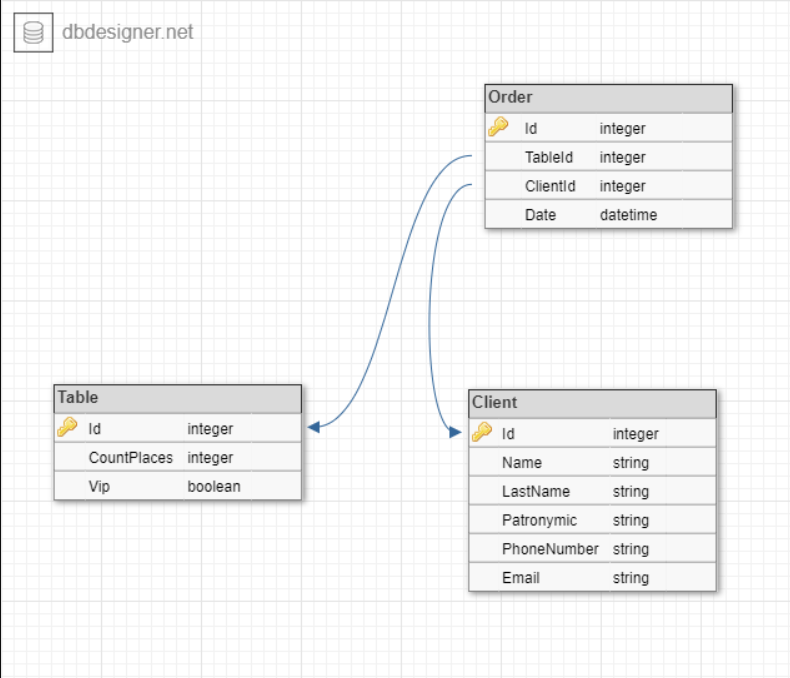 dbdesigner.net
Order
Id integer
TableId integer
ClientId integer
Date datetime
Table
Id integer
CountPlaces integer
Vip boolean
Client
Id integer
Name string
LastName string
Patronymic string
PhoneNumber string
Email string